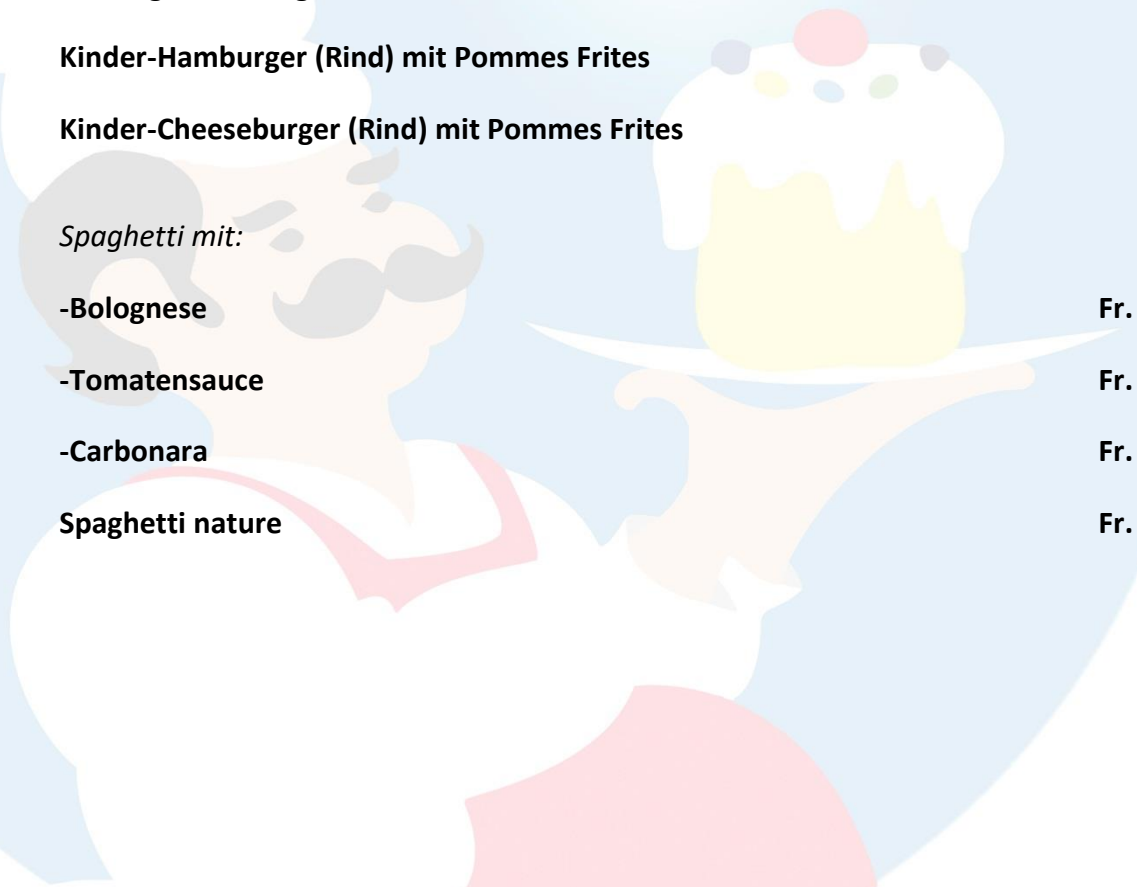 Kinder-Hamburger (Rind) mit Pommes Frites
Kinder-Cheeseburger (Rind) mit Pommes Frites
Spaghetti mit:
-Bolognese Fr.
-Tomatensauce Fr.
-Carbonara Fr.
Spaghetti nature Fr.